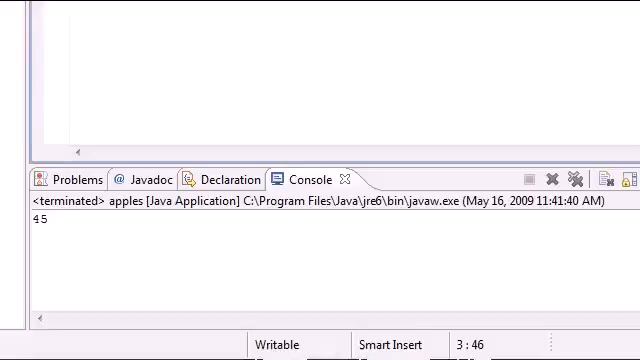 Problems @ Javadoc Declaration Console
<terminated> apples [Java Application] C:\Program Files\Java\jre6\bin\javaw.exe (May 16, 2009 11:41:40 AM)
45
Writable Smart Insert 3 : 46